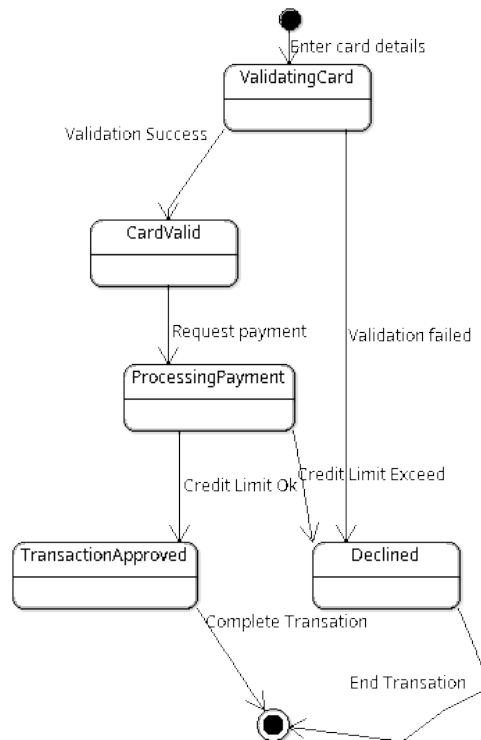 Enter card details
ValidatingCard
Validation Success
CardValid
Request payment
Validation failed
ProcessingPayment
Credit Limit Ok
Credit Limit Exceed
TransactionApproved
Declined
Complete Transation
End Transation